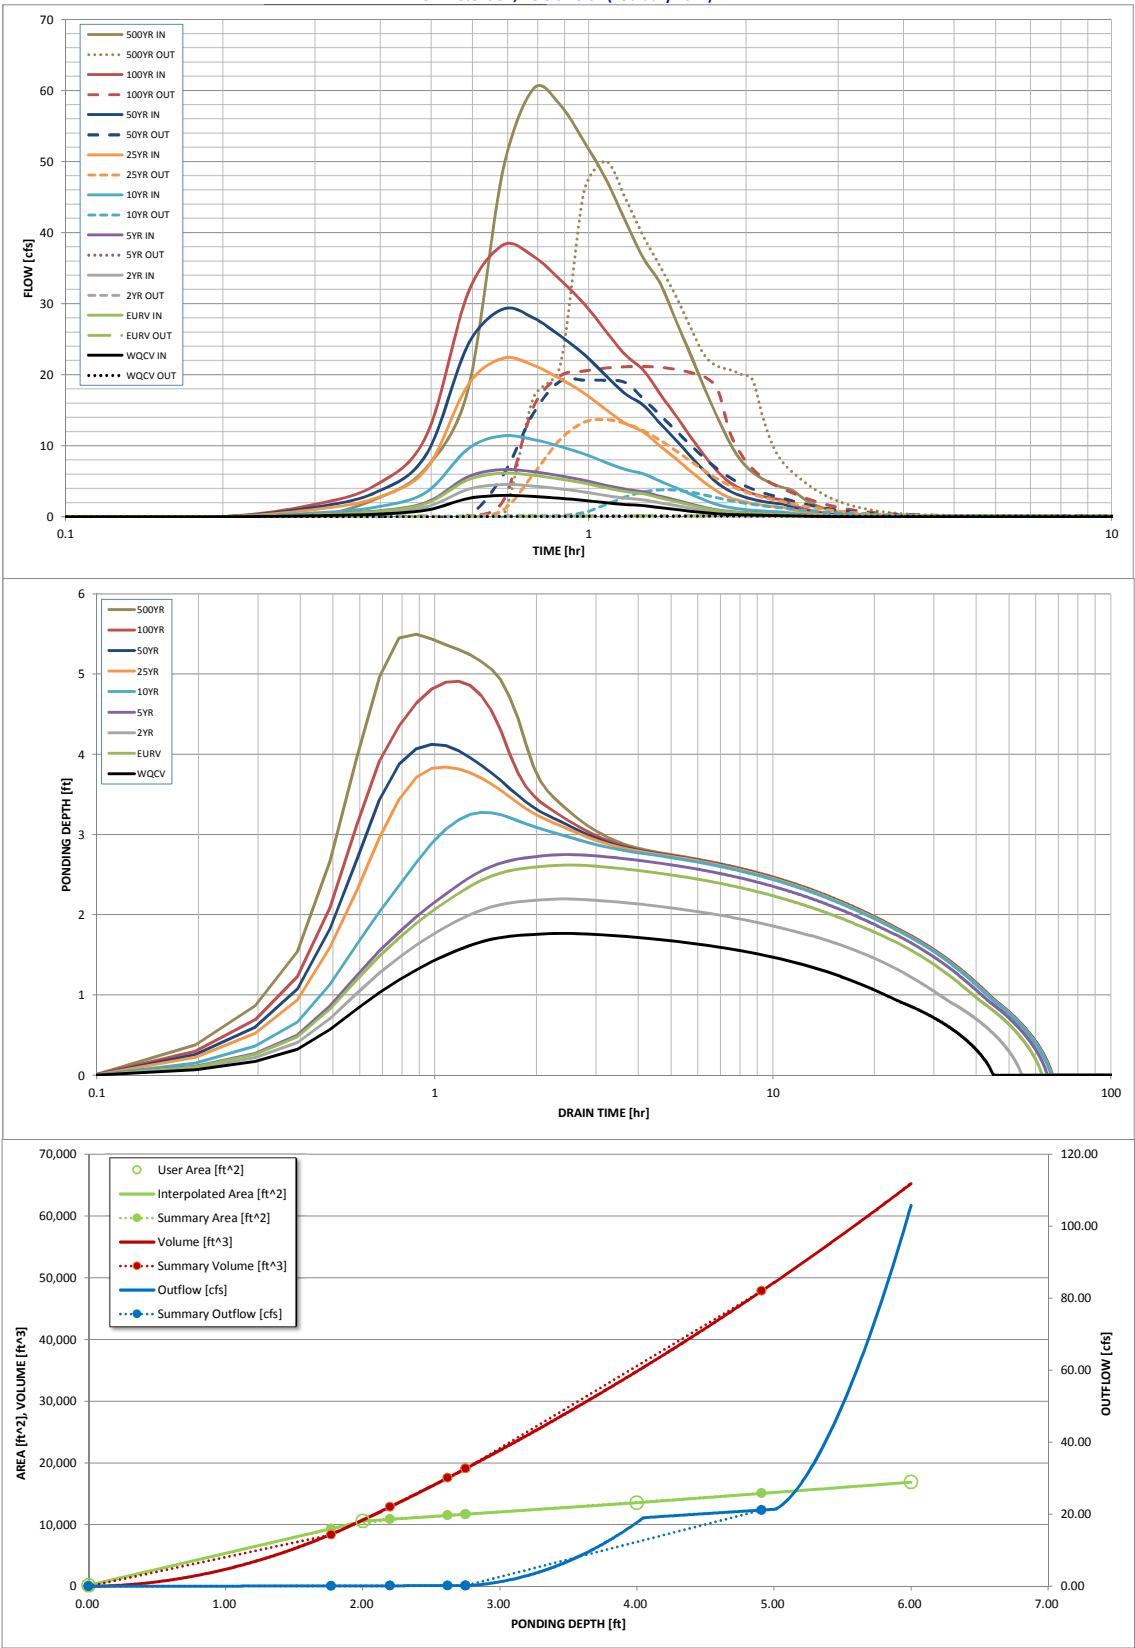 70
60
50
40
30
20
10
0
FLOW [cfs]
500YR IN
500YR OUT
100YR IN
100YR OUT
50YR IN
50YR OUT
25YR IN
25YR OUT
10YR IN
10YR OUT
5YR IN
5YR OUT
2YR IN
2YR OUT
EURV IN
EURV OUT
WQCV IN
WQCV OUT
0.1 1 10
TIME [hr]
6
5
4
3
2
1
0
PONDING DEPTH [ft]
500YR
100YR
50YR
25YR
10YR
5YR
2YR
EURV
WQCV
0.1 1 10 100
DRAIN TIME [hr]
70,000
60,000
50,000
40,000
30,000
20,000
10,000
0
AREA [ft^2], VOLUME [ft^3]
User Area [ft^2]
Interpolated Area [ft^2]
Summary Area [ft^2]
Volume [ft^3]
Summary Volume [ft^3]
Outflow [cfs]
Summary Outflow [cfs]
120.00
100.00
80.00
60.00
40.00
20.00
0.00
OUTFLOW [cfs]
0.00 1.00 2.00 3.00 4.00 5.00 6.00 7.00
PONDING DEPTH [ft]